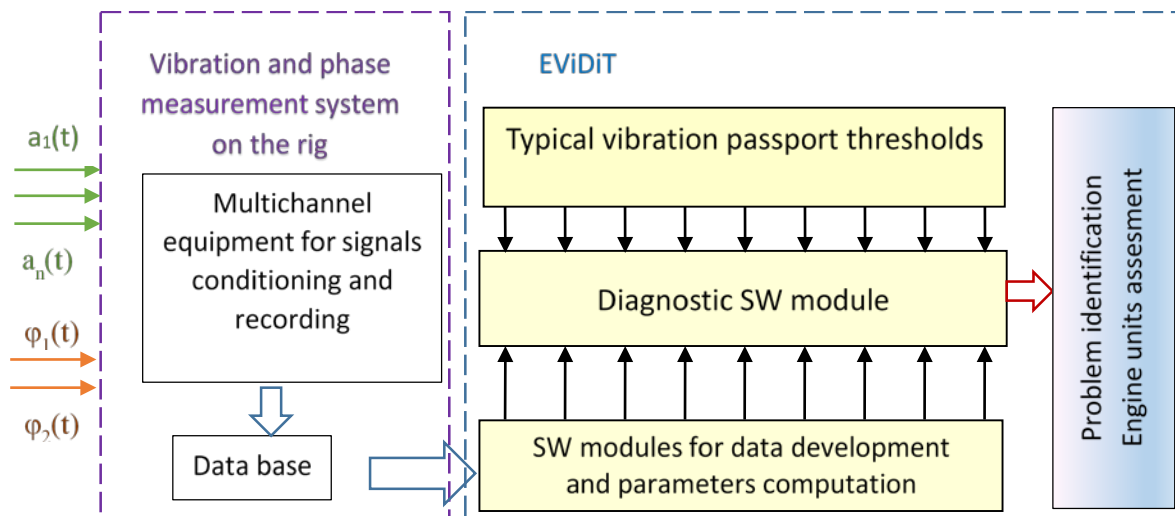 Vibration and phase
measurement system
on the rig
a₁(t)
aₙ(t)
φ₁(t)
φ₂(t)
Multichannel
equipment for signals
conditioning and
recording
Data base
EViDiT
Typical vibration passport thresholds
Diagnostic SW module
SW modules for data development
and parameters computation
Problem identification
Engine units assesment